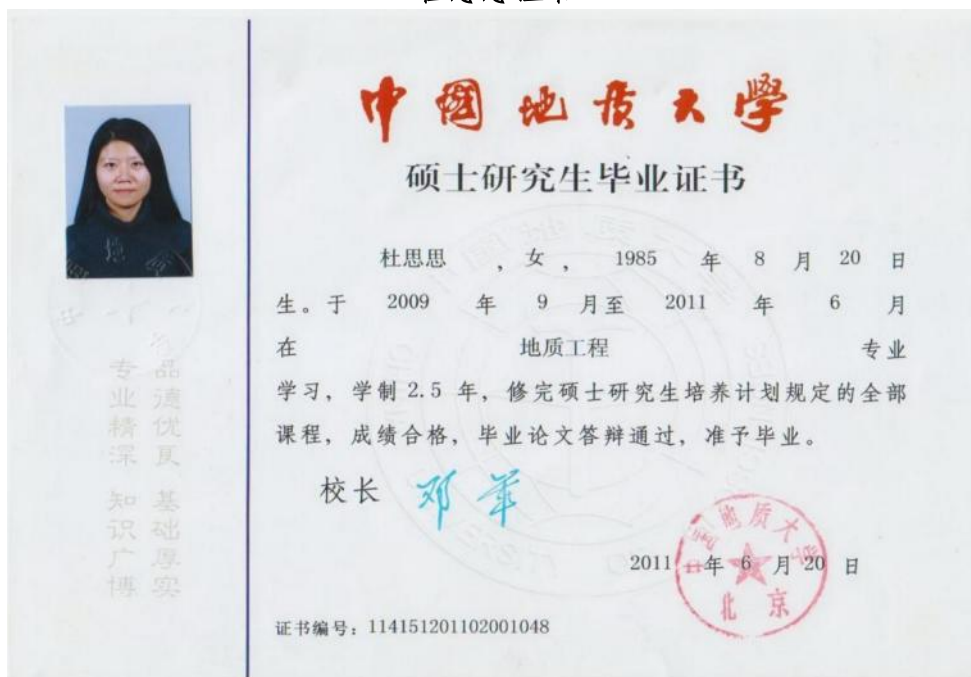 中國地质大學
硕士研究生毕业证书
杜思思 ，女， 1985 年 8 月 20 日
生。于 2009 年 9 月至 2011 年 6 月
在 地质工程 专业
学习，学制 2.5 年，修完硕士研究生培养计划规定的全部
课程，成绩合格，毕业论文答辩通过，准予毕业。
校长 邓军
2011 年 6 月 20 日
中国地质大学
北京
证书编号：114151201102001048
品德优良 基础厚实
专业精深 知识广博